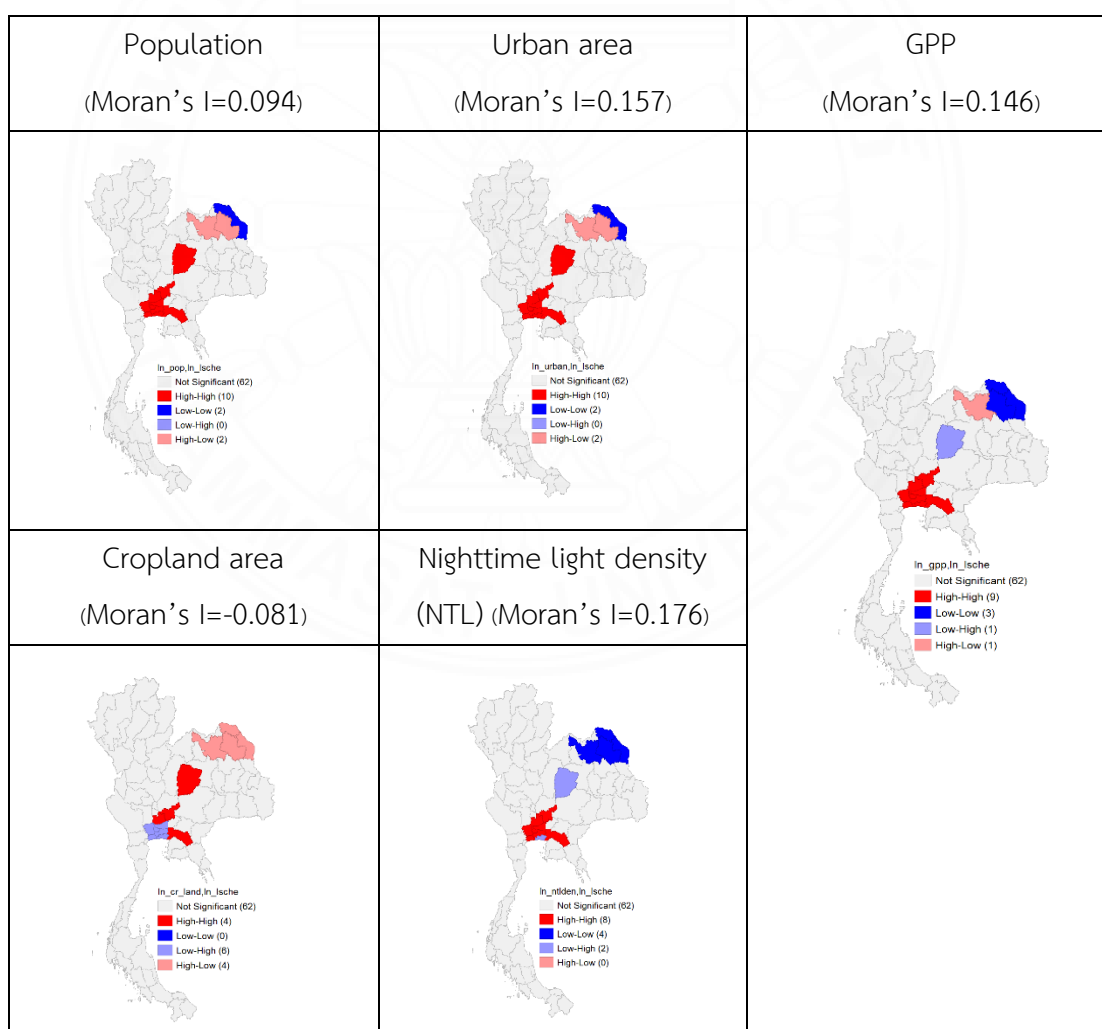 Population
(Moran's I=0.094)
Urban area
(Moran's I=0.157)
GPP
(Moran's I=0.146)
ln_pop,ln_lsche
Not Significant (62)
High-High (10)
Low-Low (2)
Low-High (0)
High-Low (2)
ln_urban,ln_lsche
Not Significant (62)
High-High (10)
Low-Low (2)
Low-High (0)
High-Low (2)
ln_gpp,ln_lsche
Not Significant (62)
High-High (9)
Low-Low (3)
Low-High (1)
High-Low (1)
Cropland area
(Moran's I=-0.081)
Nighttime light density
(NTL) (Moran's I=0.176)
ln_cr_land,ln_lsche
Not Significant (62)
High-High (4)
Low-Low (0)
Low-High (6)
High-Low (4)
ln_ntlden,ln_lsche
Not Significant (62)
High-High (8)
Low-Low (4)
Low-High (2)
High-Low (0)